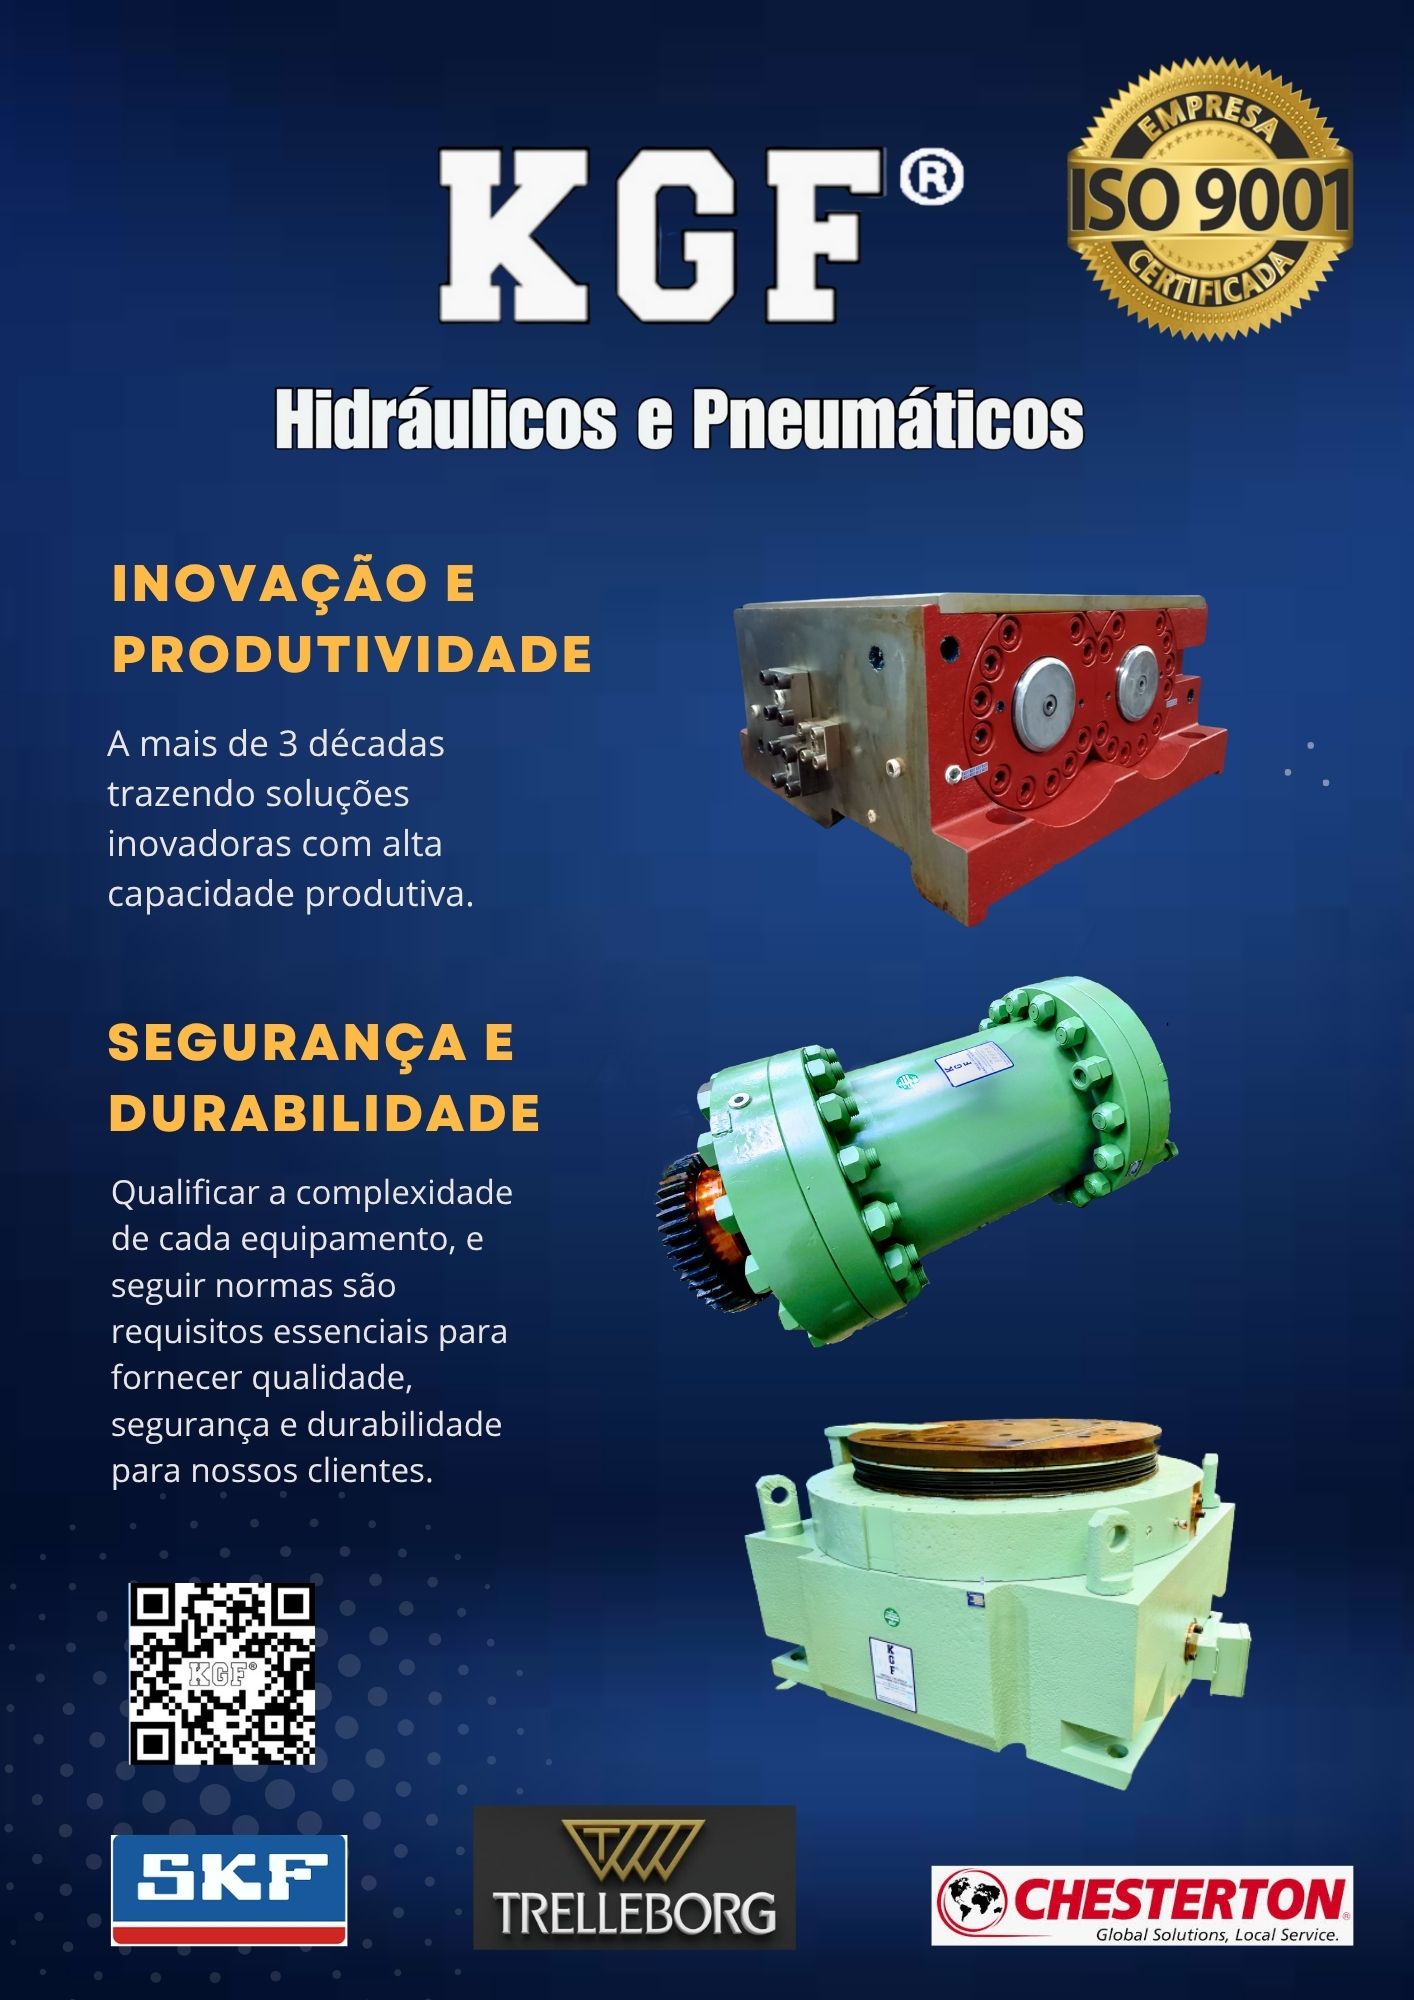 KGF®
EMPRESA
ISO 9001
CERTIFICADA
Hidráulicos e Pneumáticos
INOVAÇÃO E
PRODUTIVIDADE
A mais de 3 décadas
trazendo soluções
inovadoras com alta
capacidade produtiva.
SEGURANÇA E
DURABILIDADE
Qualificar a complexidade
de cada equipamento, e
seguir normas são
requisitos essenciais para
fornecer qualidade,
segurança e durabilidade
para nossos clientes.
KGF
KGF
KGF®
SKF
TRELLEBORG
CHESTERTON®
Global Solutions, Local Service.